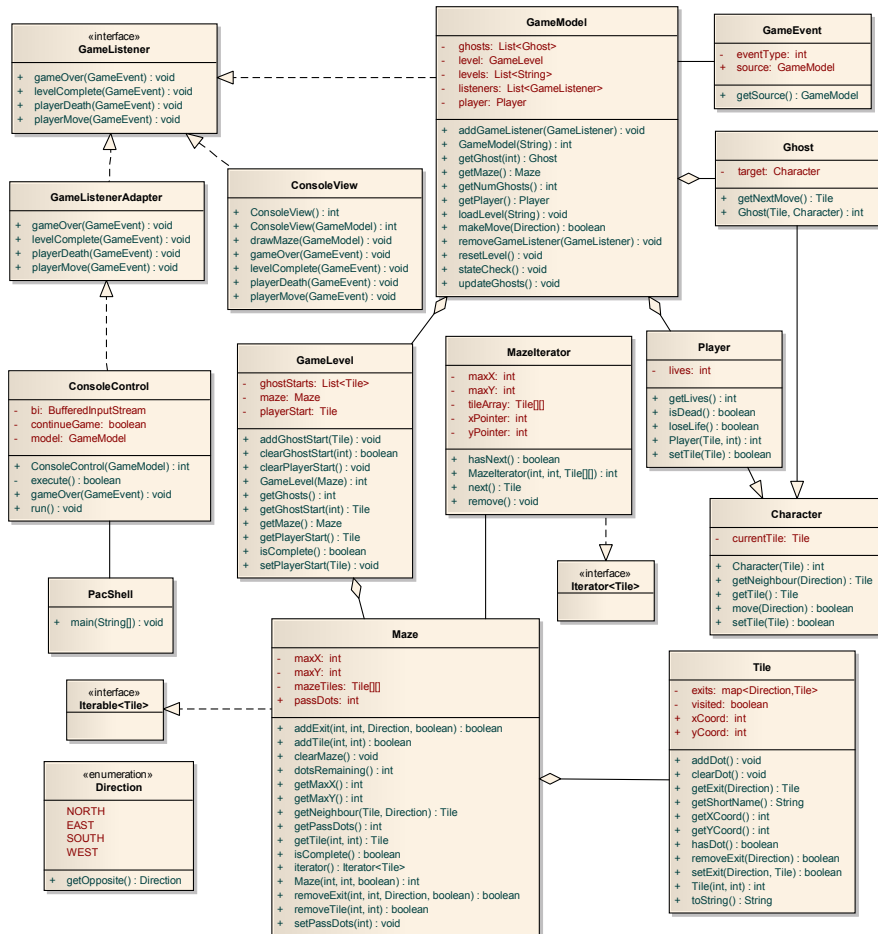 «interface»
GameListener
+ gameOver(GameEvent) : void
+ levelComplete(GameEvent) : void
+ playerDeath(GameEvent) : void
+ playerMove(GameEvent) : void
GameModel
- ghosts: List<Ghost>
- level: GameLevel
- levels: List<String>
- listeners: List<GameListener>
- player: Player
+ addGameListener(GameListener) : void
+ GameModel(String) : int
+ getGhost(int) : Ghost
+ getMaze() : Maze
+ getNumGhosts() : int
+ getPlayer() : Player
+ loadLevel(String) : void
+ makeMove(Direction) : boolean
+ removeGameListener(GameListener) : void
+ resetLevel() : void
+ stateCheck() : void
+ updateGhosts() : void
GameEvent
- eventType: int
+ source: GameModel
+ getSource() : GameModel
Ghost
- target: Character
+ getNextMove() : Tile
+ Ghost(Tile, Character) : int
GameListenerAdapter
+ gameOver(GameEvent) : void
+ levelComplete(GameEvent) : void
+ playerDeath(GameEvent) : void
+ playerMove(GameEvent) : void
ConsoleView
+ ConsoleView() : int
+ ConsoleView(GameModel) : int
+ drawMaze(GameModel) : void
+ gameOver(GameEvent) : void
+ levelComplete(GameEvent) : void
+ playerDeath(GameEvent) : void
+ playerMove(GameEvent) : void
ConsoleControl
- bi: BufferedInputStream
- continueGame: boolean
- model: GameModel
+ ConsoleControl(GameModel) : int
- execute() : boolean
+ gameOver(GameEvent) : void
+ run() : void
GameLevel
- ghostStarts: List<Tile>
- maze: Maze
- playerStart: Tile
+ addGhostStart(Tile) : void
+ clearGhostStart(int) : boolean
+ clearPlayerStart() : void
+ GameLevel(Maze) : int
+ getGhosts() : int
+ getGhostStart(int) : Tile
+ getMaze() : Maze
+ getPlayerStart() : Tile
+ isComplete() : boolean
+ setPlayerStart(Tile) : void
MazeIterator
- maxX: int
- maxY: int
- tileArray: Tile[][]
- xPointer: int
- yPointer: int
+ hasNext() : boolean
+ MazeIterator(int, int, Tile[][]) : int
+ next() : Tile
+ remove() : void
Player
- lives: int
+ getLives() : int
+ isDead() : boolean
+ loseLife() : boolean
+ Player(Tile, int) : int
+ setTile(Tile) : boolean
Character
- currentTile: Tile
+ Character(Tile) : int
+ getNeighbour(Direction) : Tile
+ getTile() : Tile
+ move(Direction) : boolean
+ setTile(Tile) : boolean
PacShell
+ main(String[]) : void
«interface»
Iterator<Tile>
«interface»
Iterable<Tile>
Maze
- maxX: int
- maxY: int
- mazeTiles: Tile[][]
+ passDots: int
+ addExit(int, int, Direction, boolean) : boolean
+ addTile(int, int) : boolean
+ clearMaze() : void
+ dotsRemaining() : int
+ getMaxX() : int
+ getMaxY() : int
+ getNeighbour(Tile, Direction) : Tile
+ getPassDots() : int
+ getTile(int, int) : Tile
+ isComplete() : boolean
+ iterator() : Iterator<Tile>
+ Maze(int, int, boolean) : int
+ removeExit(int, int, Direction, boolean) : boolean
+ removeTile(int, int) : boolean
+ setPassDots(int) : void
Tile
- exits: map<Direction,Tile>
- visited: boolean
+ xCoord: int
+ yCoord: int
+ addDot() : void
+ clearDot() : void
+ getExit(Direction) : Tile
+ getShortName() : String
+ getXCoord() : int
+ getYCoord() : int
+ hasDot() : boolean
+ removeExit(Direction) : boolean
+ setExit(Direction, Tile) : boolean
+ Tile(int, int) : int
+ toString() : String
«enumeration»
Direction
NORTH
EAST
SOUTH
WEST
+ getOpposite() : Direction